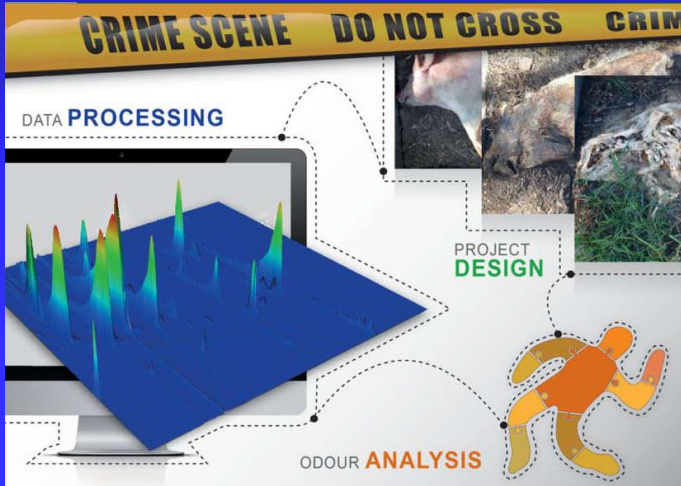 CRIME SCENE DO NOT CROSS CRIM
DATA PROCESSING
PROJECT
DESIGN
ODOUR ANALYSIS